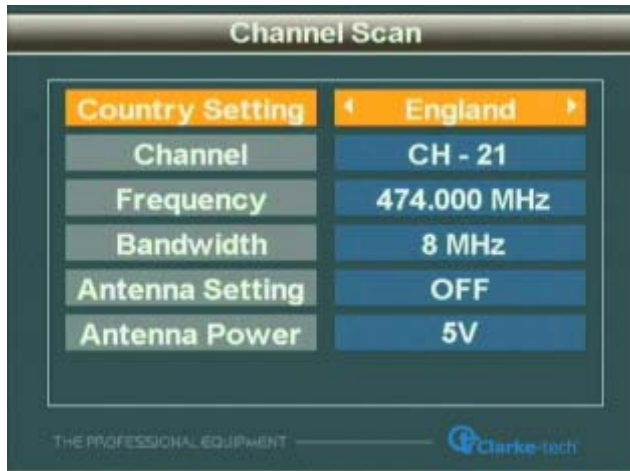 Channel Scan
Country Setting England
Channel CH - 21
Frequency 474.000 MHz
Bandwidth 8 MHz
Antenna Setting OFF
Antenna Power 5V
THE PROFESSIONAL EQUIPMENT Clarke-tech